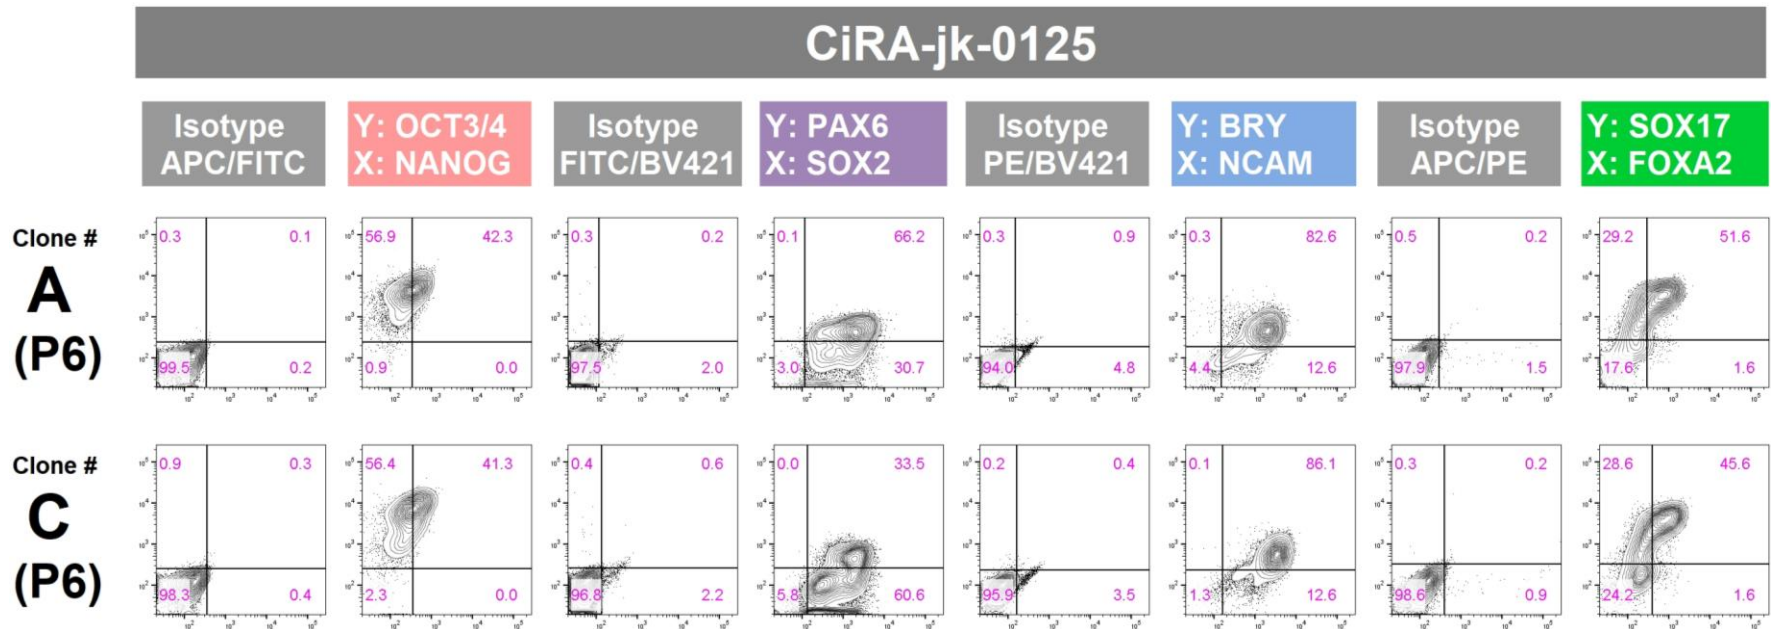 CiRA-jk-0125
Isotype
APC/FITC
Y: OCT3/4
X: NANOG
Isotype
FITC/BV421
Y: PAX6
X: SOX2
Isotype
PE/BV421
Y: BRY
X: NCAM
Isotype
APC/PE
Y: SOX17
X: FOXA2
Clone #
A
(P6)
0.3 0.1
99.5 0.2
56.9 42.3
0.9 0.0
0.3 0.2
97.5 2.0
0.1 66.2
3.0 30.7
0.3 0.9
94.0 4.8
0.3 82.6
4.4 12.6
0.5 0.2
97.9 1.5
29.2 51.6
17.6 1.6
Clone #
C
(P6)
0.9 0.3
98.3 0.4
56.4 41.3
2.3 0.0
0.4 0.6
96.8 2.2
0.0 33.5
5.8 60.6
0.2 0.4
95.9 3.5
0.1 86.1
1.3 12.6
0.3 0.2
98.6 0.9
28.6 45.6
24.2 1.6